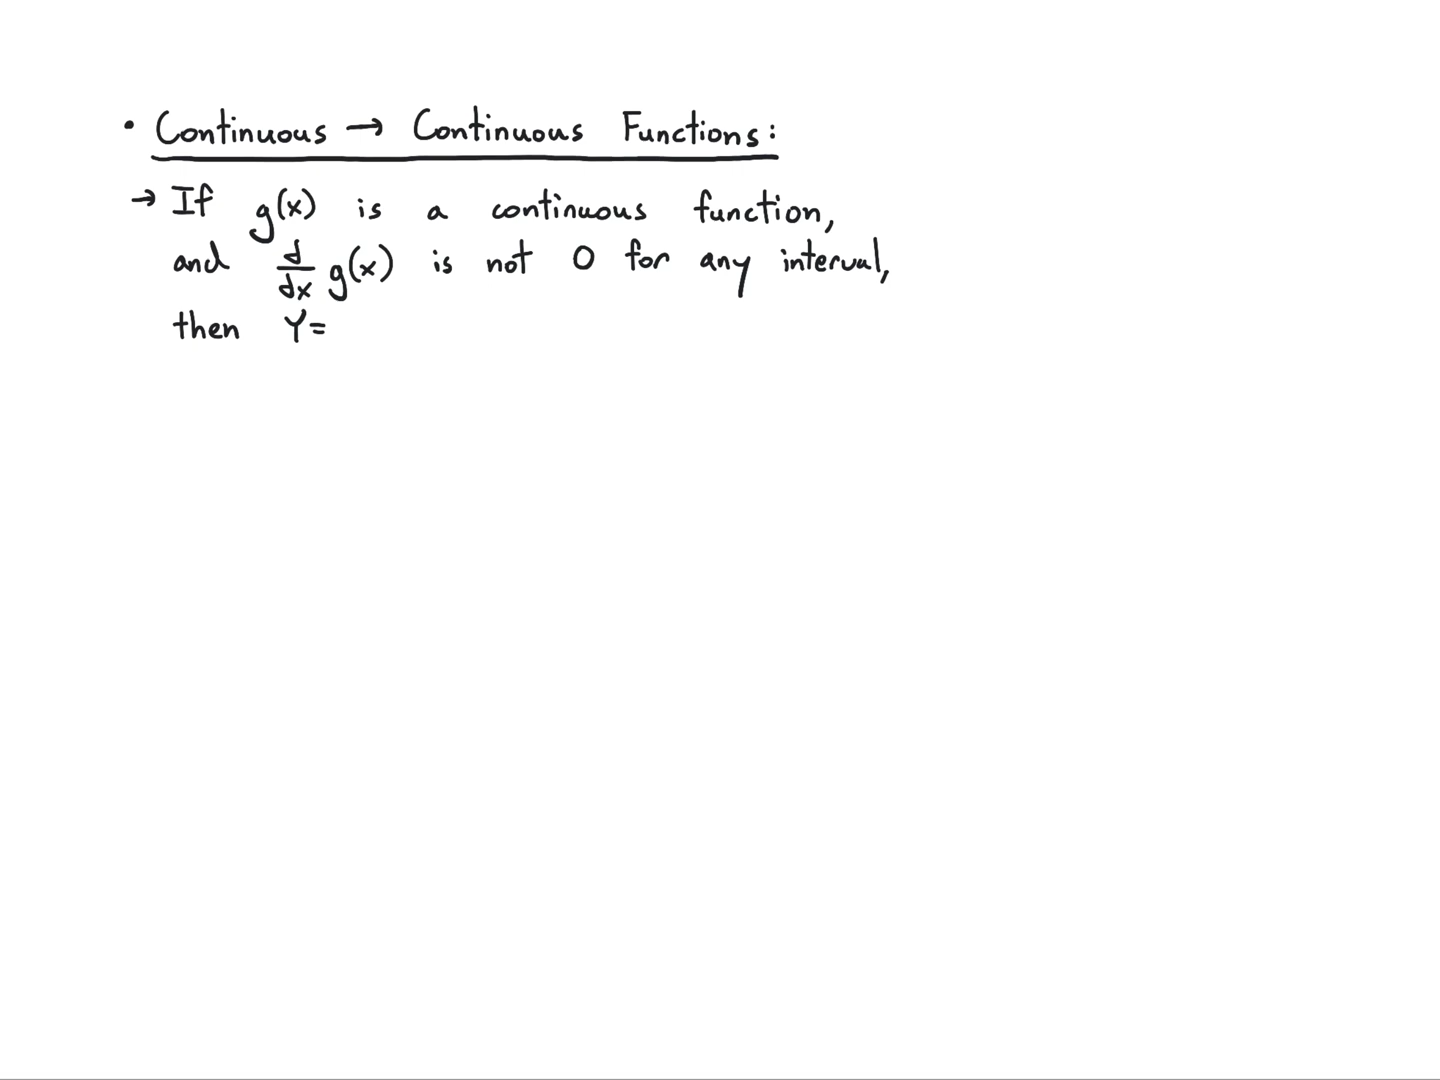 • Continuous → Continuous Functions:
→ If g(x) is a continuous function,
and d/dx g(x) is not 0 for any interval,
then Y=